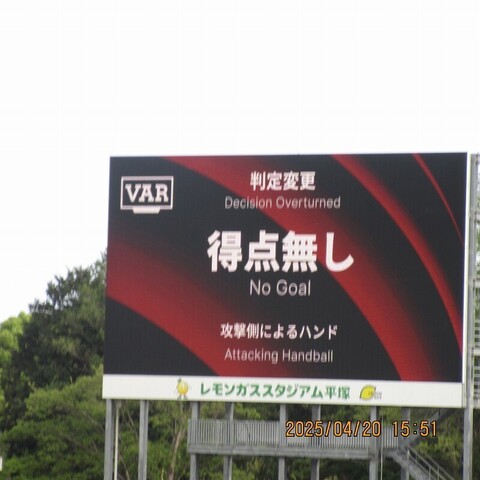 VAR
判定変更
Decision Overturned
得点無し
No Goal
攻撃側によるハンド
Attacking Handball
レモンガススタジアム平塚
2025/04/20 15:51